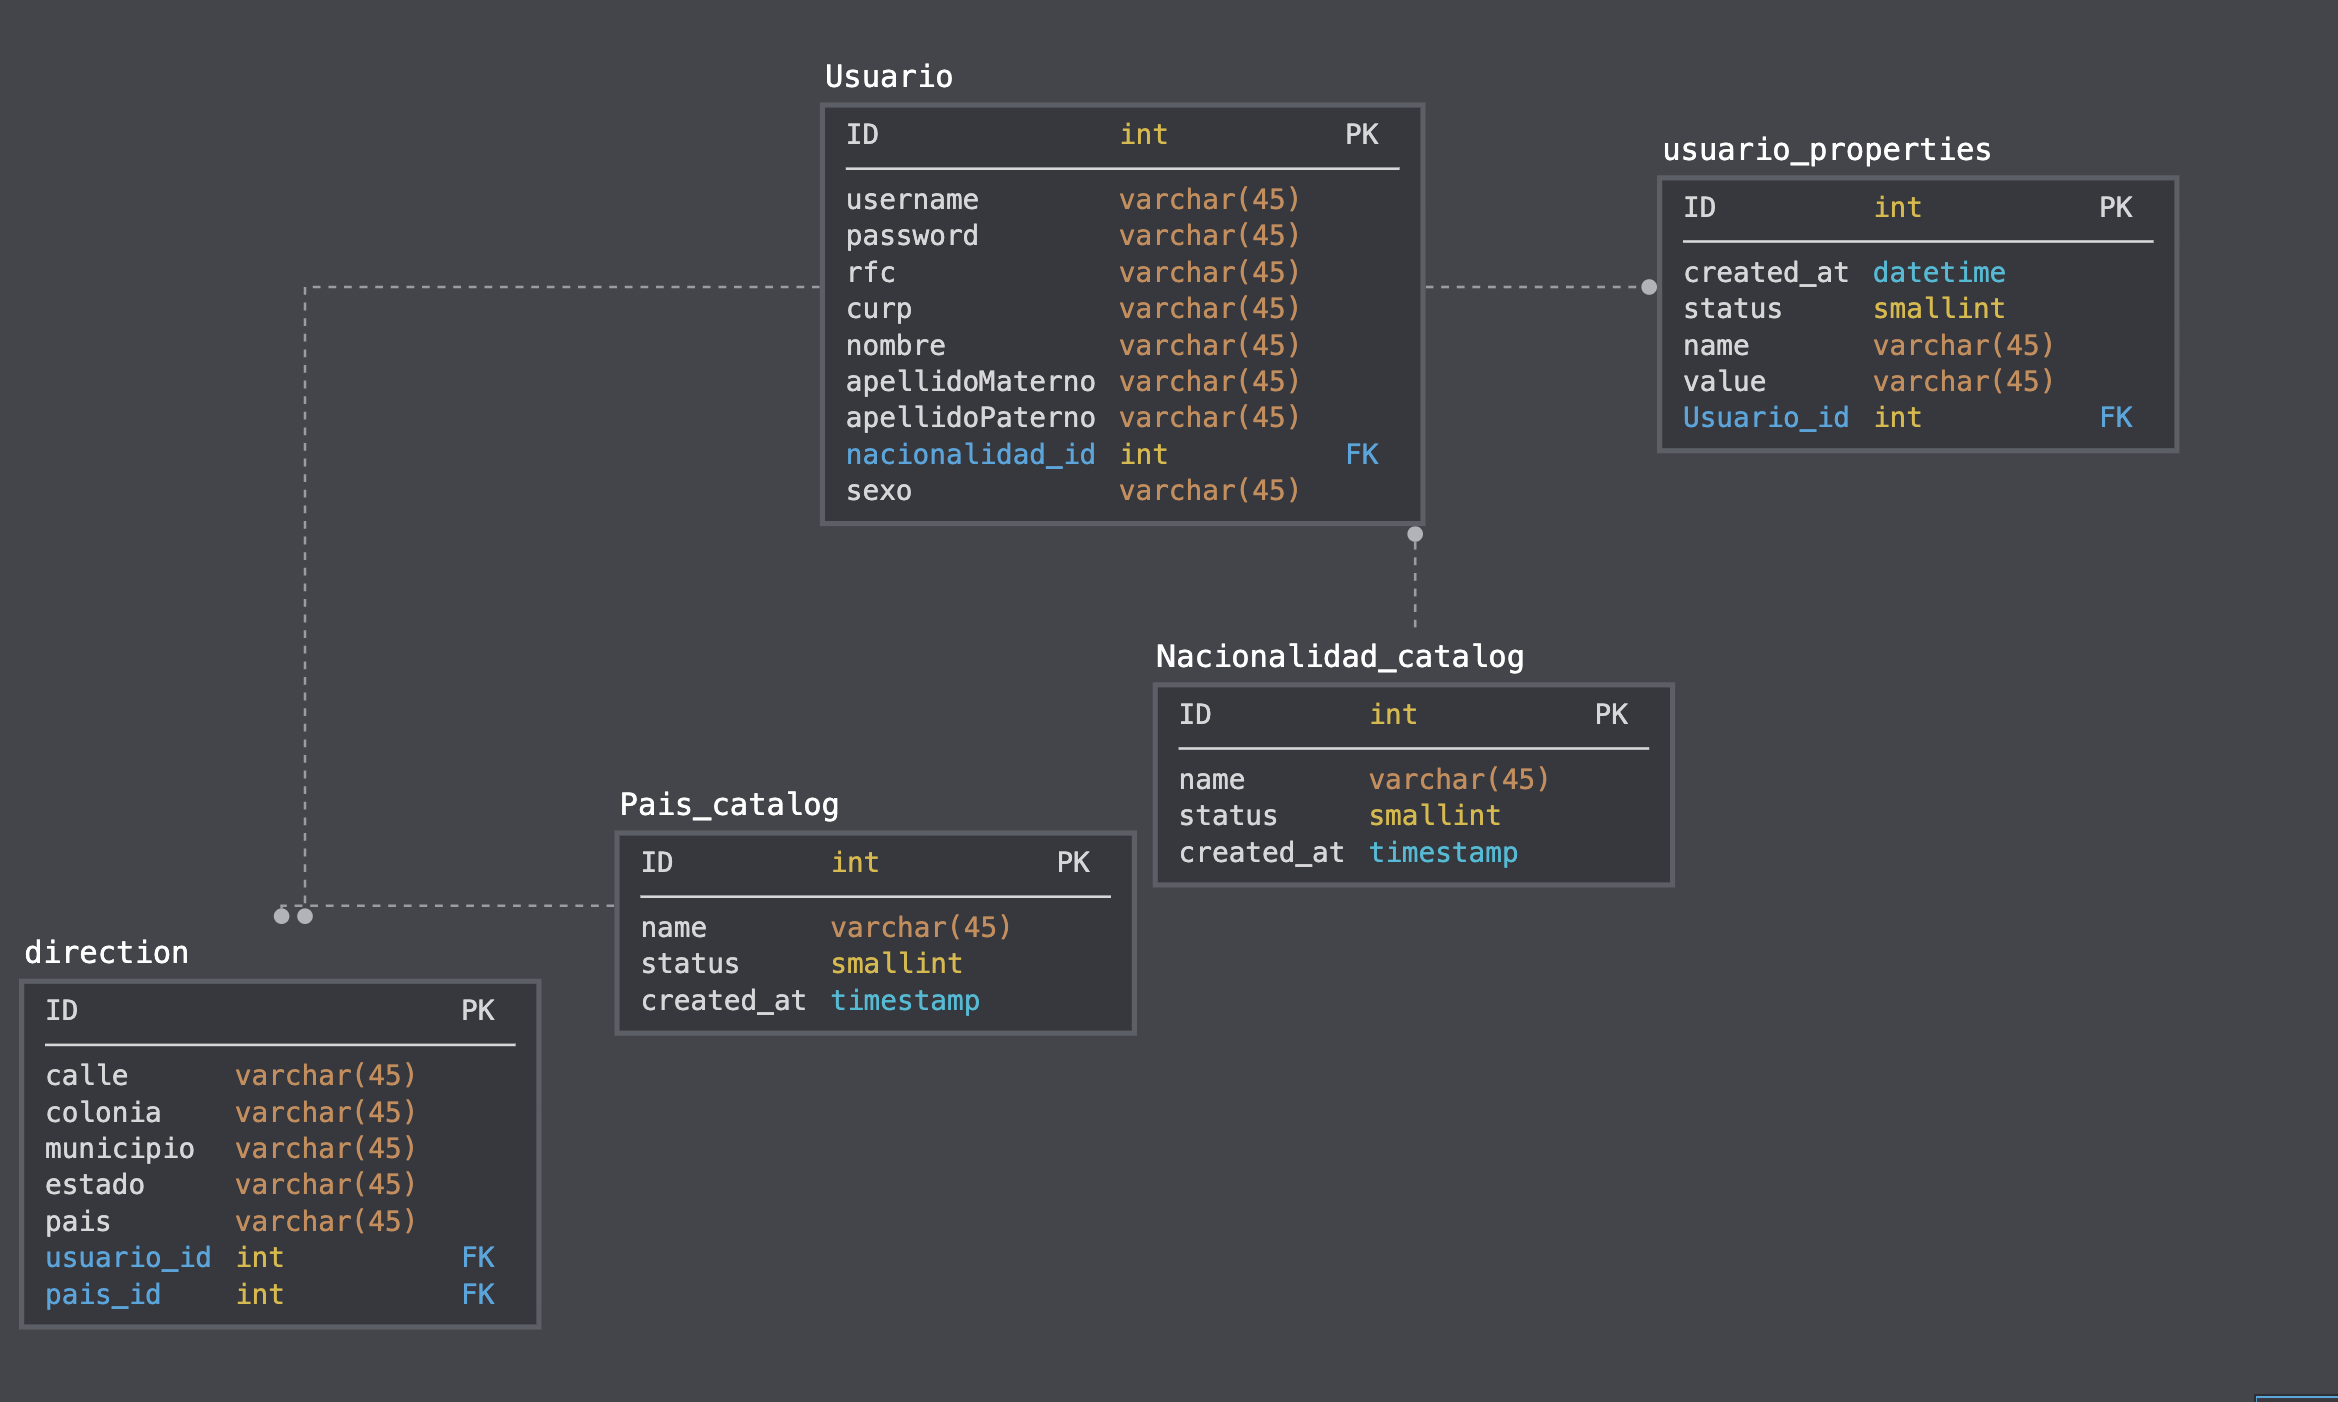 Usuario
ID int PK
username varchar(45)
password varchar(45)
rfc varchar(45)
curp varchar(45)
nombre varchar(45)
apellidoMaterno varchar(45)
apellidoPaterno varchar(45)
nacionalidad_id int FK
sexo varchar(45)
usuario_properties
ID int PK
created_at datetime
status smallint
name varchar(45)
value varchar(45)
Usuario_id int FK
Nacionalidad_catalog
ID int PK
name varchar(45)
status smallint
created_at timestamp
Pais_catalog
ID int PK
name varchar(45)
status smallint
created_at timestamp
direction
ID PK
calle varchar(45)
colonia varchar(45)
municipio varchar(45)
estado varchar(45)
pais varchar(45)
usuario_id int FK
pais_id int FK